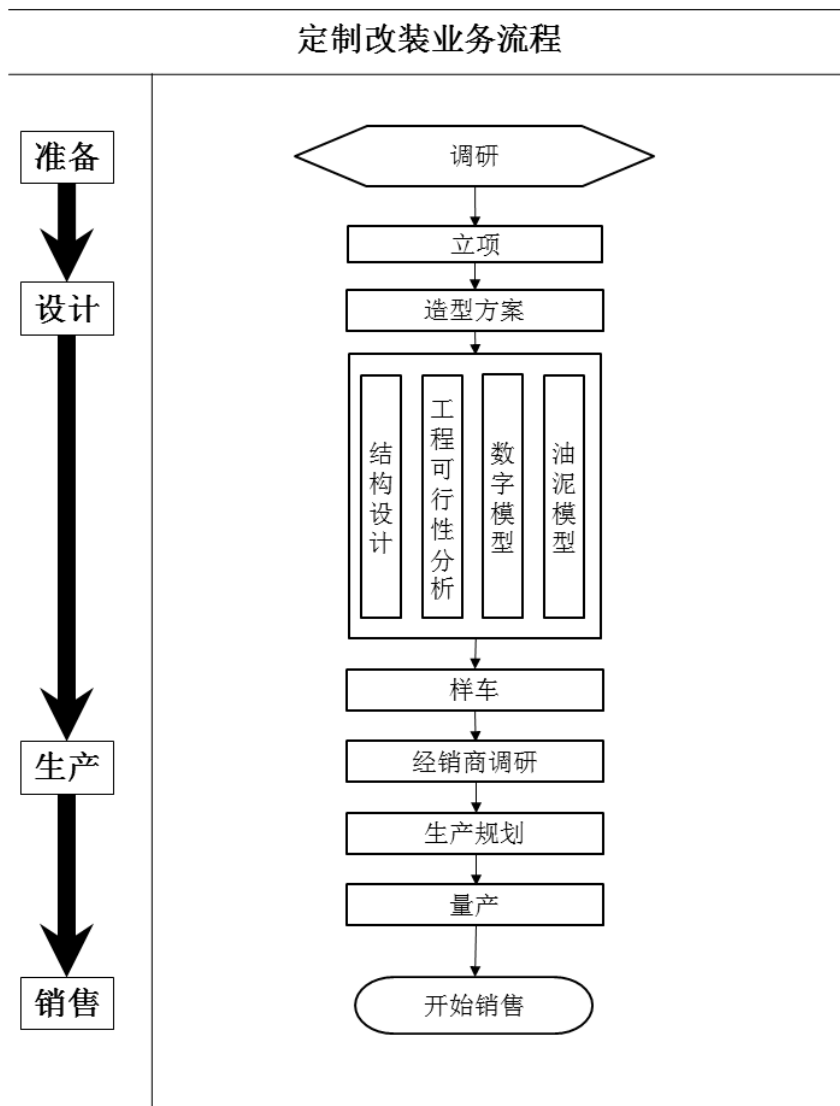 定制改装业务流程
准备
调研
立项
设计
造型方案
结构设计
工程可行性分析
数字模型
油泥模型
样车
生产
经销商调研
生产规划
量产
销售
开始销售